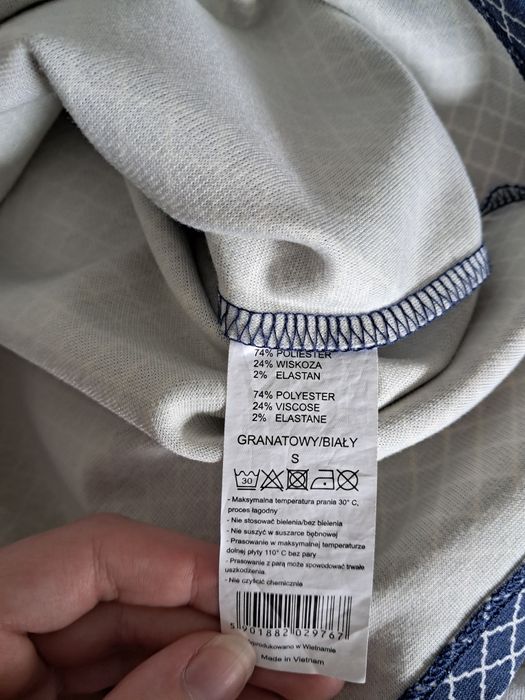 74% POLIESTER
24% WISKOZA
2% ELASTAN
74% POLYESTER
24% VISCOSE
2% ELASTANE
GRANATOWY/BIAŁY
S
30
- Maksymalna temperatura prania 30° C,
proces łagodny
- Nie stosować bielenia/bez bielenia
- Nie suszyć w suszarce bębnowej
- Prasowanie w maksymalnej temperaturze
dolnej płyty 110° C bez pary
- Prasowanie z parą może spowodować trwałe
uszkodzenia
- Nie czyścić chemicznie
5 901882 029767
Wyprodukowano w Wietnamie
Made in Vietnam